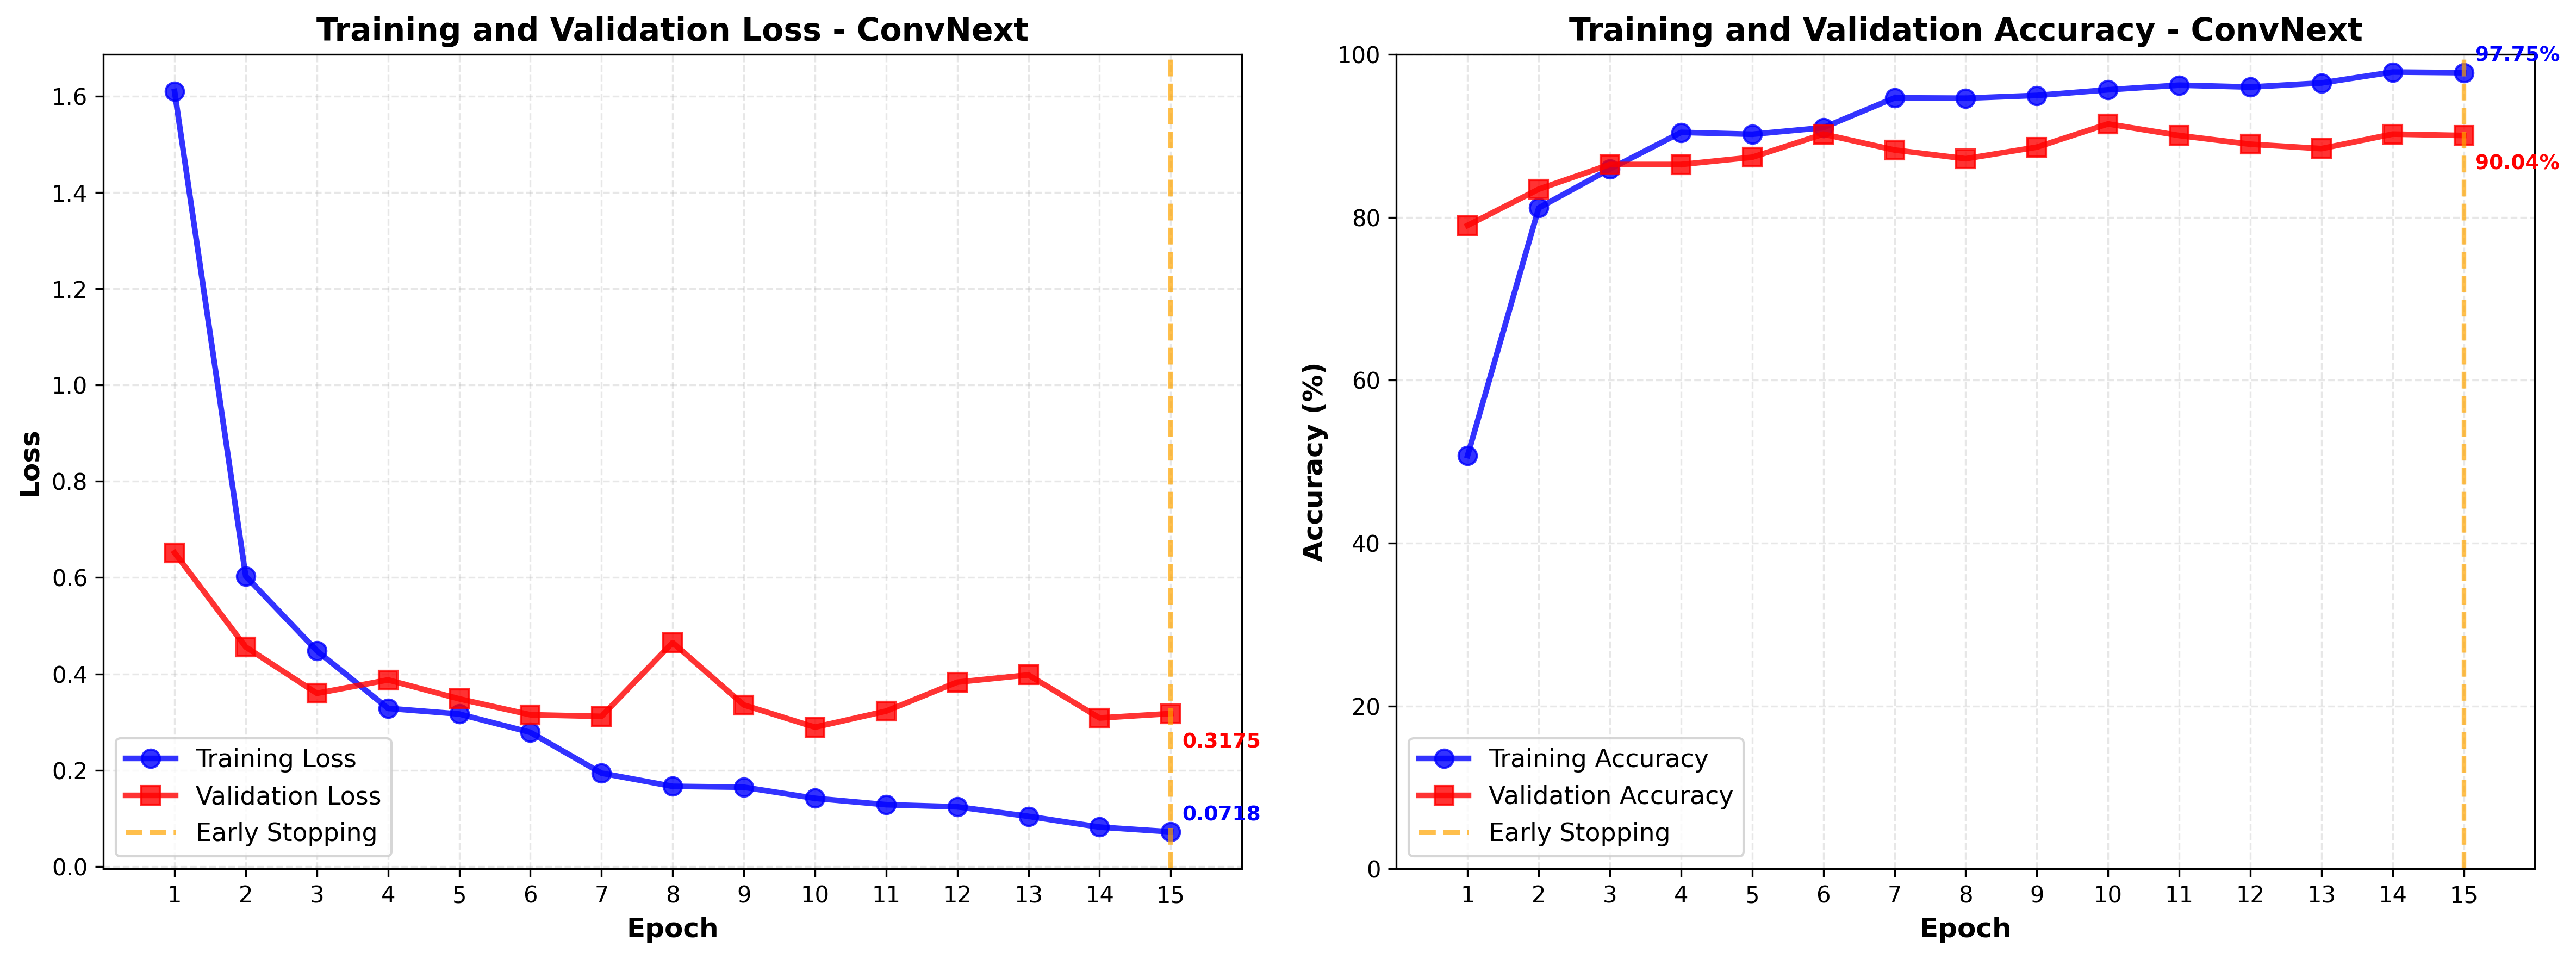 Training and Validation Loss - ConvNext
Loss
1.6
1.4
1.2
1.0
0.8
0.6
0.4
0.2
0.0
0.3175
0.0718
Training Loss
Validation Loss
Early Stopping
1 2 3 4 5 6 7 8 9 10 11 12 13 14 15
Epoch
Training and Validation Accuracy - ConvNext
Accuracy (%)
100
80
60
40
20
0
97.75%
90.04%
Training Accuracy
Validation Accuracy
Early Stopping
1 2 3 4 5 6 7 8 9 10 11 12 13 14 15
Epoch